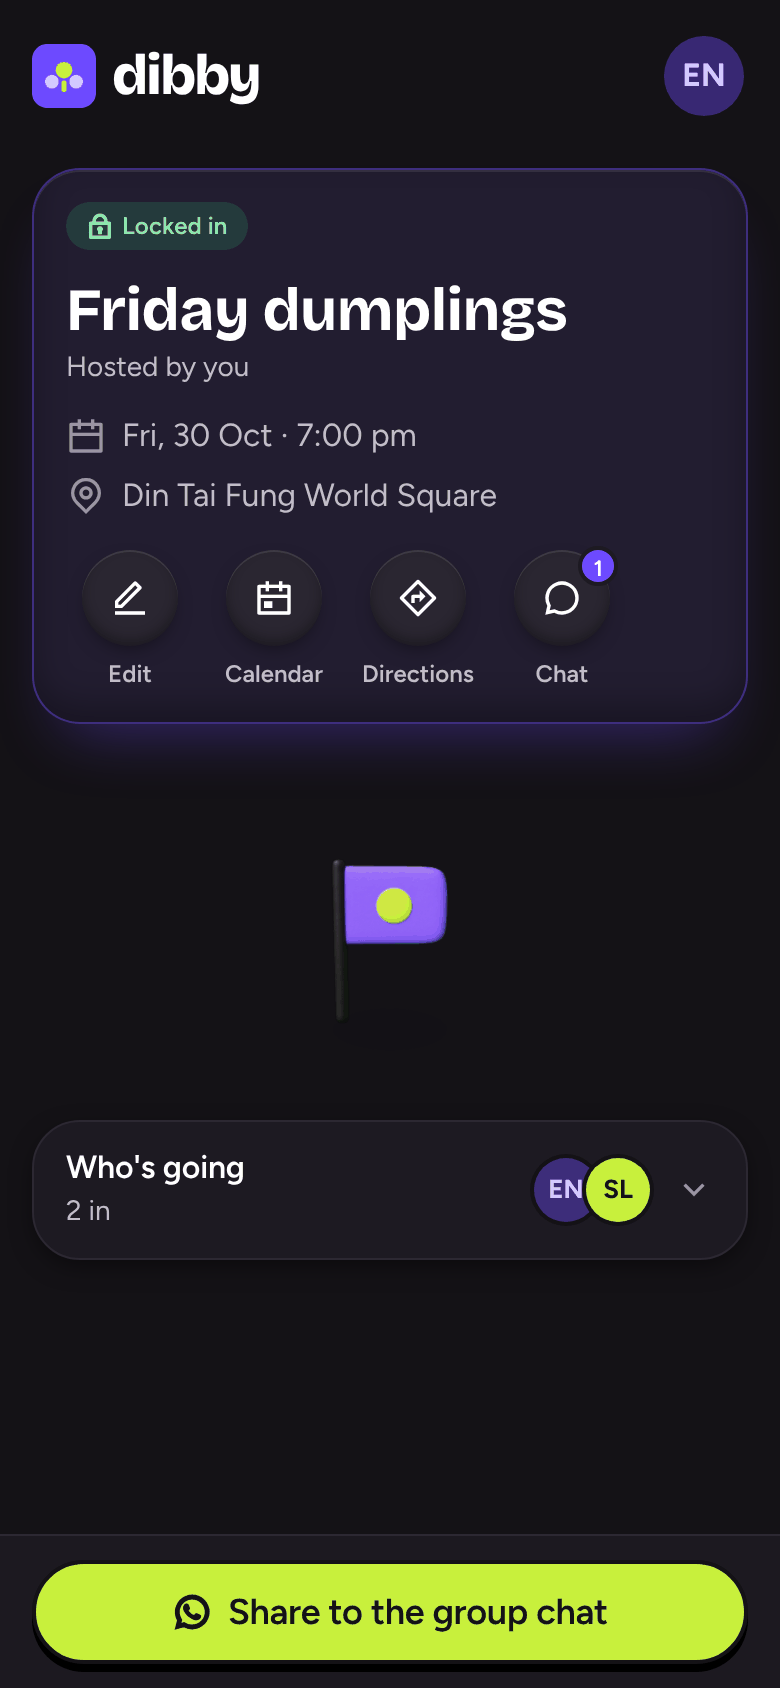 dibby
EN
Locked in
Friday dumplings
Hosted by you
Fri, 30 Oct · 7:00 pm
Din Tai Fung World Square
1
Edit
Calendar
Directions
Chat
Who's going
2 in
EN
SL
Share to the group chat